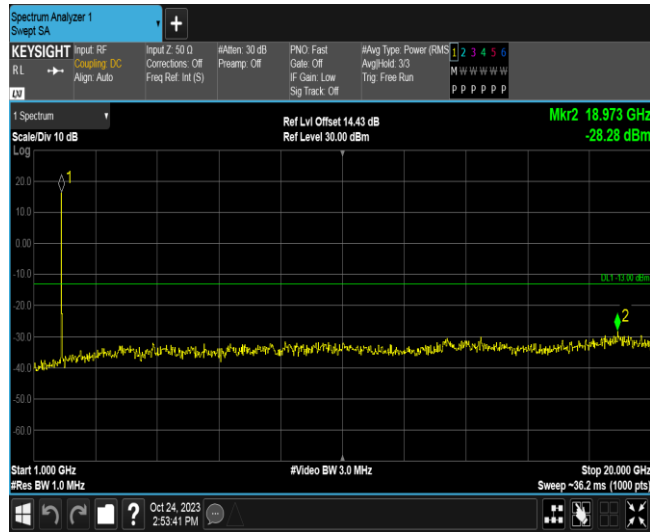 Spectrum Analyzer 1
Swept SA
+
KEYSIGHT
RL
LXI
Input: RF
Coupling: DC
Align: Auto
Input Z: 50 Ω
Corrections: Off
Freq Ref: Int (S)
#Atten: 30 dB
Preamp: Off
PNO: Fast
Gate: Off
IF Gain: Low
Sig Track: Off
#Avg Type: Power (RMS
Avg|Hold: 3/3
Trig: Free Run
1 2 3 4 5 6
M W W W W W
P P P P P P
1 Spectrum
Scale/Div 10 dB
Log
Ref Lvl Offset 14.43 dB
Ref Level 30.00 dBm
Mkr2 18.973 GHz
-28.28 dBm
1
20.0
10.0
0.00
-10.0
DL1 -13.00 dBm
-20.0
2
-30.0
-40.0
-50.0
-60.0
Start 1.000 GHz
#Res BW 1.0 MHz
#Video BW 3.0 MHz
Stop 20.000 GHz
Sweep ~36.2 ms (1000 pts)
?
Oct 24, 2023
2:53:41 PM